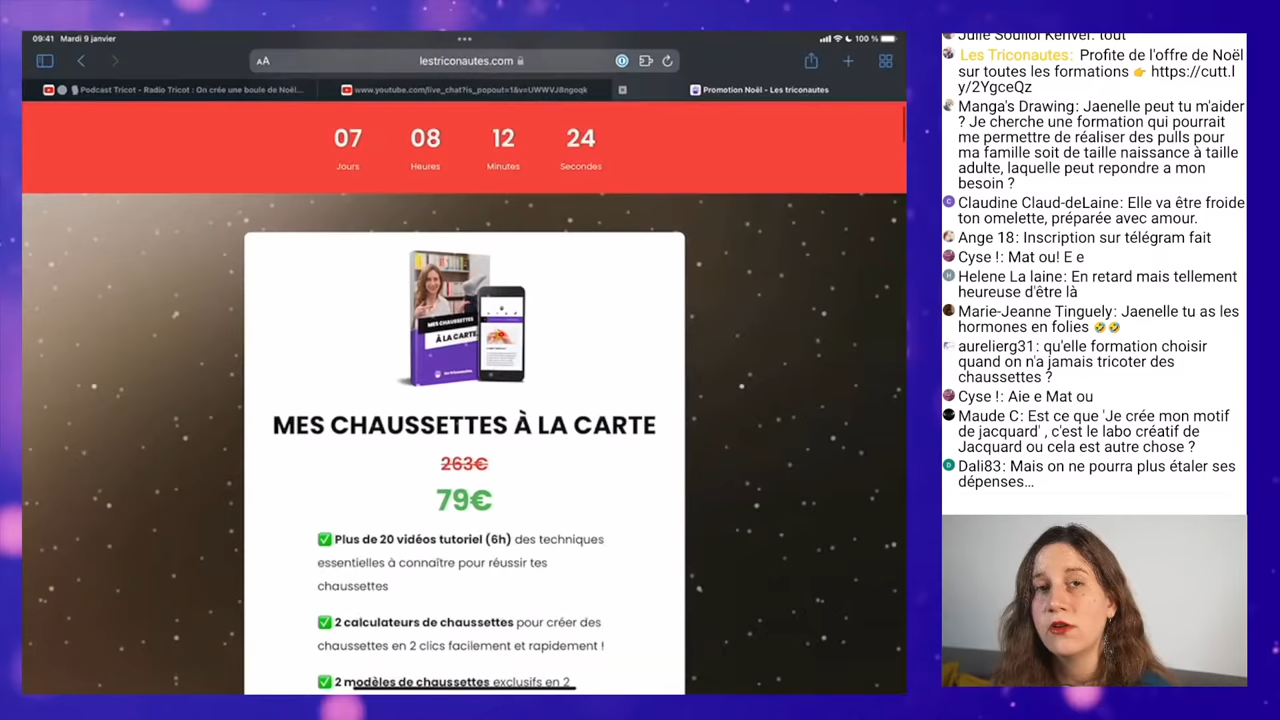 09:41 Mardi 9 janvier
100 %
AA
lestriconautes.com
Podcast Tricot - Radio Tricot : On crée une boule de Noël...
www.youtube.com/live_chat?is_popout=1&v=UWWVJ8ngoqk
Promotion Noël - Les triconautes
07 08 12 24
Jours Heures Minutes Secondes
MES CHAUSSETTES
À LA CARTE
MES CHAUSSETTES À LA CARTE
263€
79€
Plus de 20 vidéos tutoriel (6h) des techniques
essentielles à connaître pour réussir tes
chaussettes
2 calculateurs de chaussettes pour créer des
chaussettes en 2 clics facilement et rapidement !
2 modèles de chaussettes exclusifs en 2
Julie Souliol Kenver: tout
Les Triconautes: Profite de l'offre de Noël
sur toutes les formations 👉 https://cutt.l
y/2YgceQz
Manga's Drawing: Jaenelle peut tu m'aider
? Je cherche une formation qui pourrait
me permettre de réaliser des pulls pour
ma famille soit de taille naissance à taille
adulte, laquelle peut repondre a mon
besoin ?
C Claudine Claud-deLaine: Elle va être froide
ton omelette, préparée avec amour.
Ange 18: Inscription sur télégram fait
Cyse !: Mat ou! E e
H Helene La laine: En retard mais tellement
heureuse d'être là
Marie-Jeanne Tinguely: Jaenelle tu as les
hormones en folies 🤣🤣
aurelierg31: qu'elle formation choisir
quand on n'a jamais tricoter des
chaussettes ?
Cyse !: Aie e Mat ou
Maude C: Est ce que 'Je crée mon motif
de jacquard' , c'est le labo créatif de
Jacquard ou cela est autre chose ?
D Dali83: Mais on ne pourra plus étaler ses
dépenses...